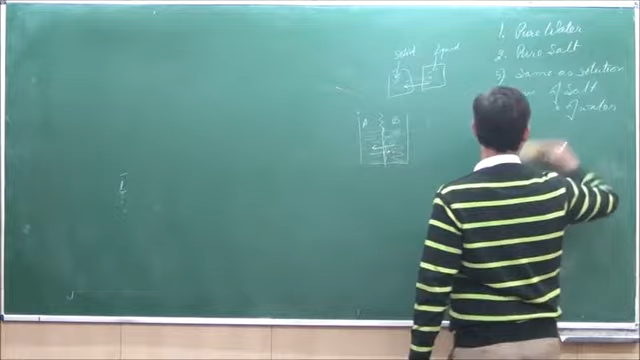 solid liquid
A B
1. Pure Water
2. Pure Salt
3) Same as solution
of Salt
of water